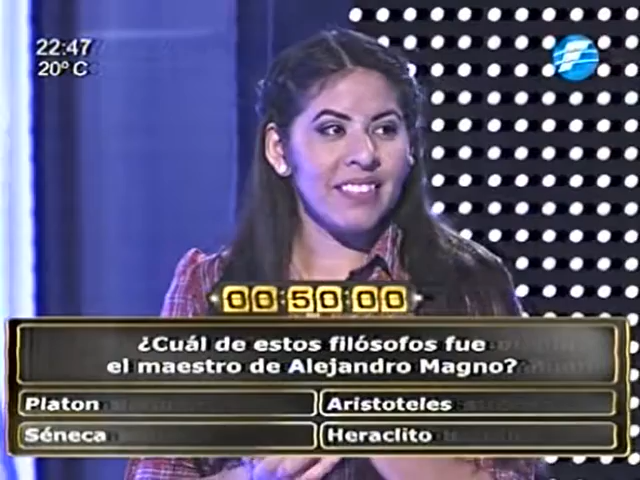 22:47
20º C
00:50:00
¿Cuál de estos filósofos fue
el maestro de Alejandro Magno?
Platon
Aristoteles
Séneca
Heraclito